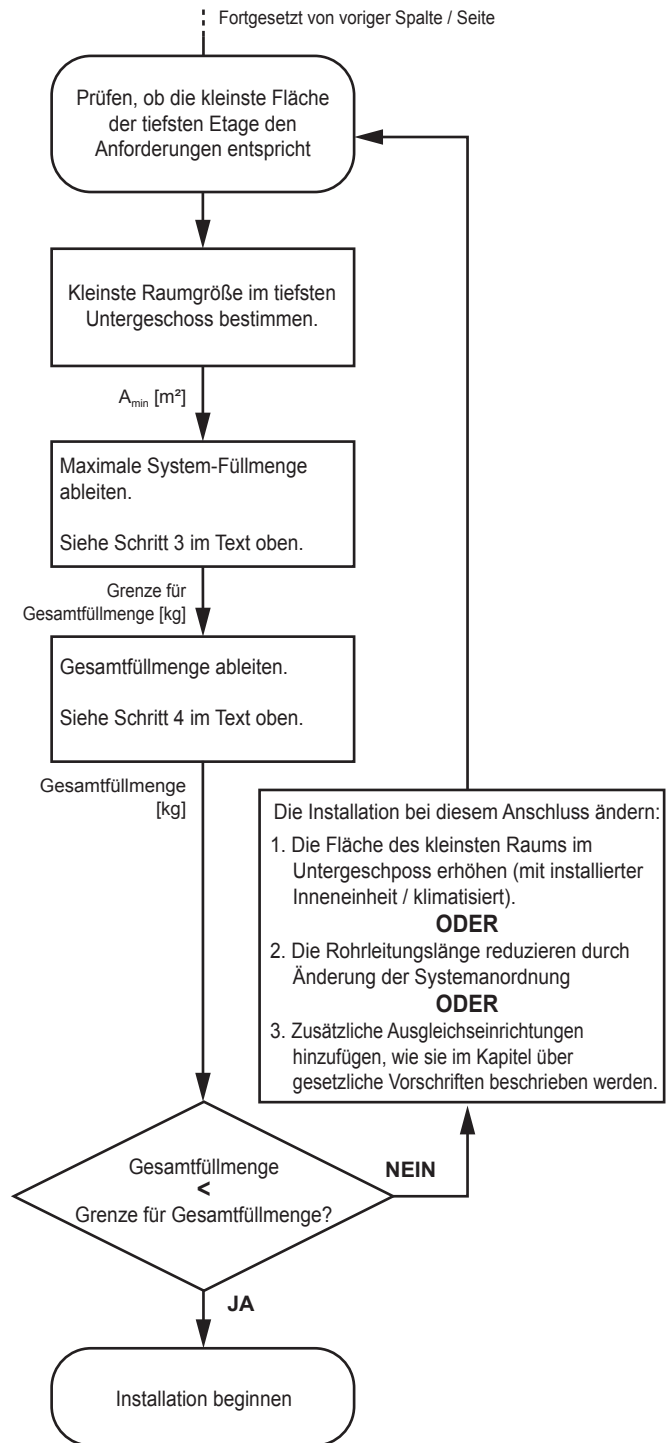 Fortgesetzt von voriger Spalte / Seite
Prüfen, ob die kleinste Fläche
der tiefsten Etage den
Anforderungen entspricht
Kleinste Raumgröße im tiefsten
Untergeschoss bestimmen.
Amin [m²]
Maximale System-Füllmenge
ableiten.
Siehe Schritt 3 im Text oben.
Grenze für
Gesamtfüllmenge [kg]
Gesamtfüllmenge ableiten.
Siehe Schritt 4 im Text oben.
Gesamtfüllmenge
[kg]
Die Installation bei diesem Anschluss ändern:
1. Die Fläche des kleinsten Raums im
Untergeschposs erhöhen (mit installierter
Inneneinheit / klimatisiert).
ODER
2. Die Rohrleitungslänge reduzieren durch
Änderung der Systemanordnung
ODER
3. Zusätzliche Ausgleichseinrichtungen
hinzufügen, wie sie im Kapitel über
gesetzliche Vorschriften beschrieben werden.
Gesamtfüllmenge
<
Grenze für Gesamtfüllmenge?
NEIN
JA
Installation beginnen